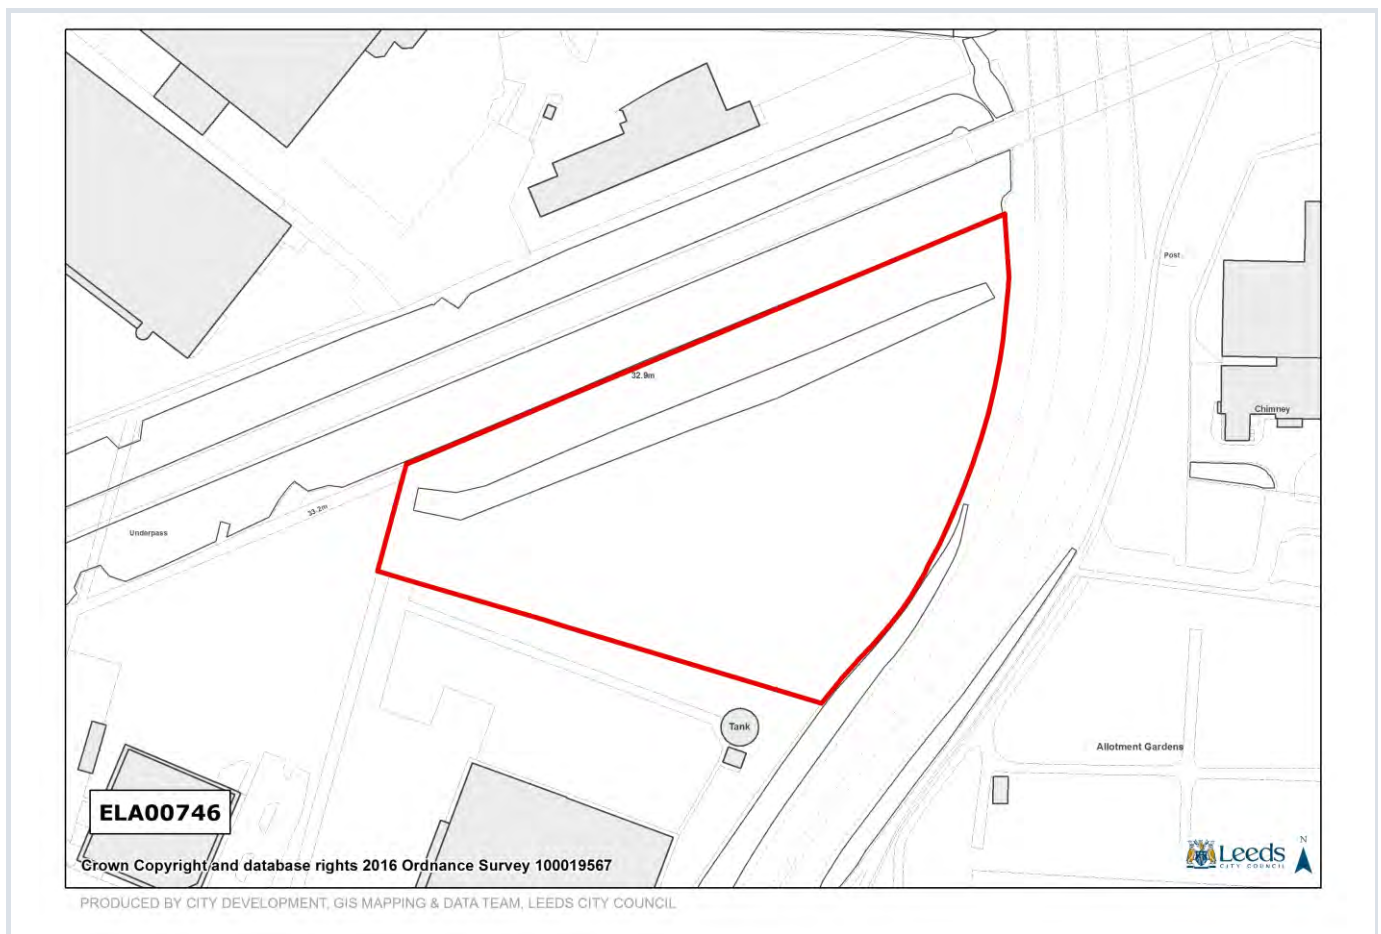 Post
32.9m
Chimney
33.2m
Underpass
Tank
Allotment Gardens
ELA00746
Leeds
CITY COUNCIL
N
Crown Copyright and database rights 2016 Ordnance Survey 100019567
PRODUCED BY CITY DEVELOPMENT, GIS MAPPING & DATA TEAM, LEEDS CITY COUNCIL